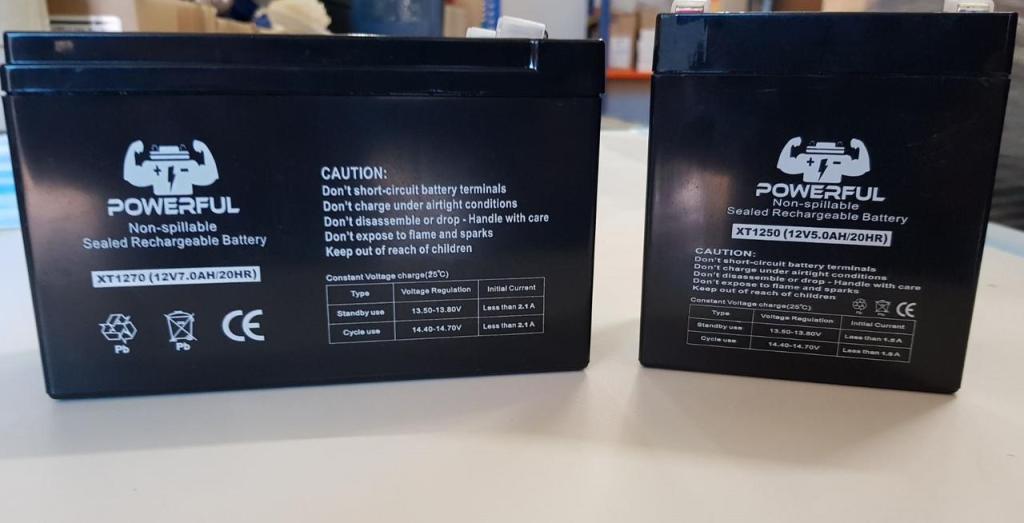 POWERFUL
Non-spillable
Sealed Rechargeable Battery
XT1270 (12V7.0AH/20HR)
Pb
Pb
CE
CAUTION:
Don't short-circuit battery terminals
Don't charge under airtight conditions
Don't disassemble or drop - Handle with care
Don't expose to flame and sparks
Keep out of reach of children
Constant Voltage charge(25℃)
Type Voltage Regulation Initial Current
Standby use 13.50-13.80V Less than 2.1 A
Cycle use 14.40-14.70V Less than 2.1 A
POWERFUL
Non-spillable
Sealed Rechargeable Battery
XT1250 (12V5.0AH/20HR)
CAUTION:
Don't short-circuit battery terminals
Don't charge under airtight conditions
Don't disassemble or drop - Handle with care
Don't expose to flame and sparks
Keep out of reach of children
Constant Voltage charge(25℃)
Pb
Pb
CE
Type Voltage Regulation Initial Current
Standby use 13.50-13.80V Less than 1.5 A
Cycle use 14.40-14.70V Less than 1.5 A